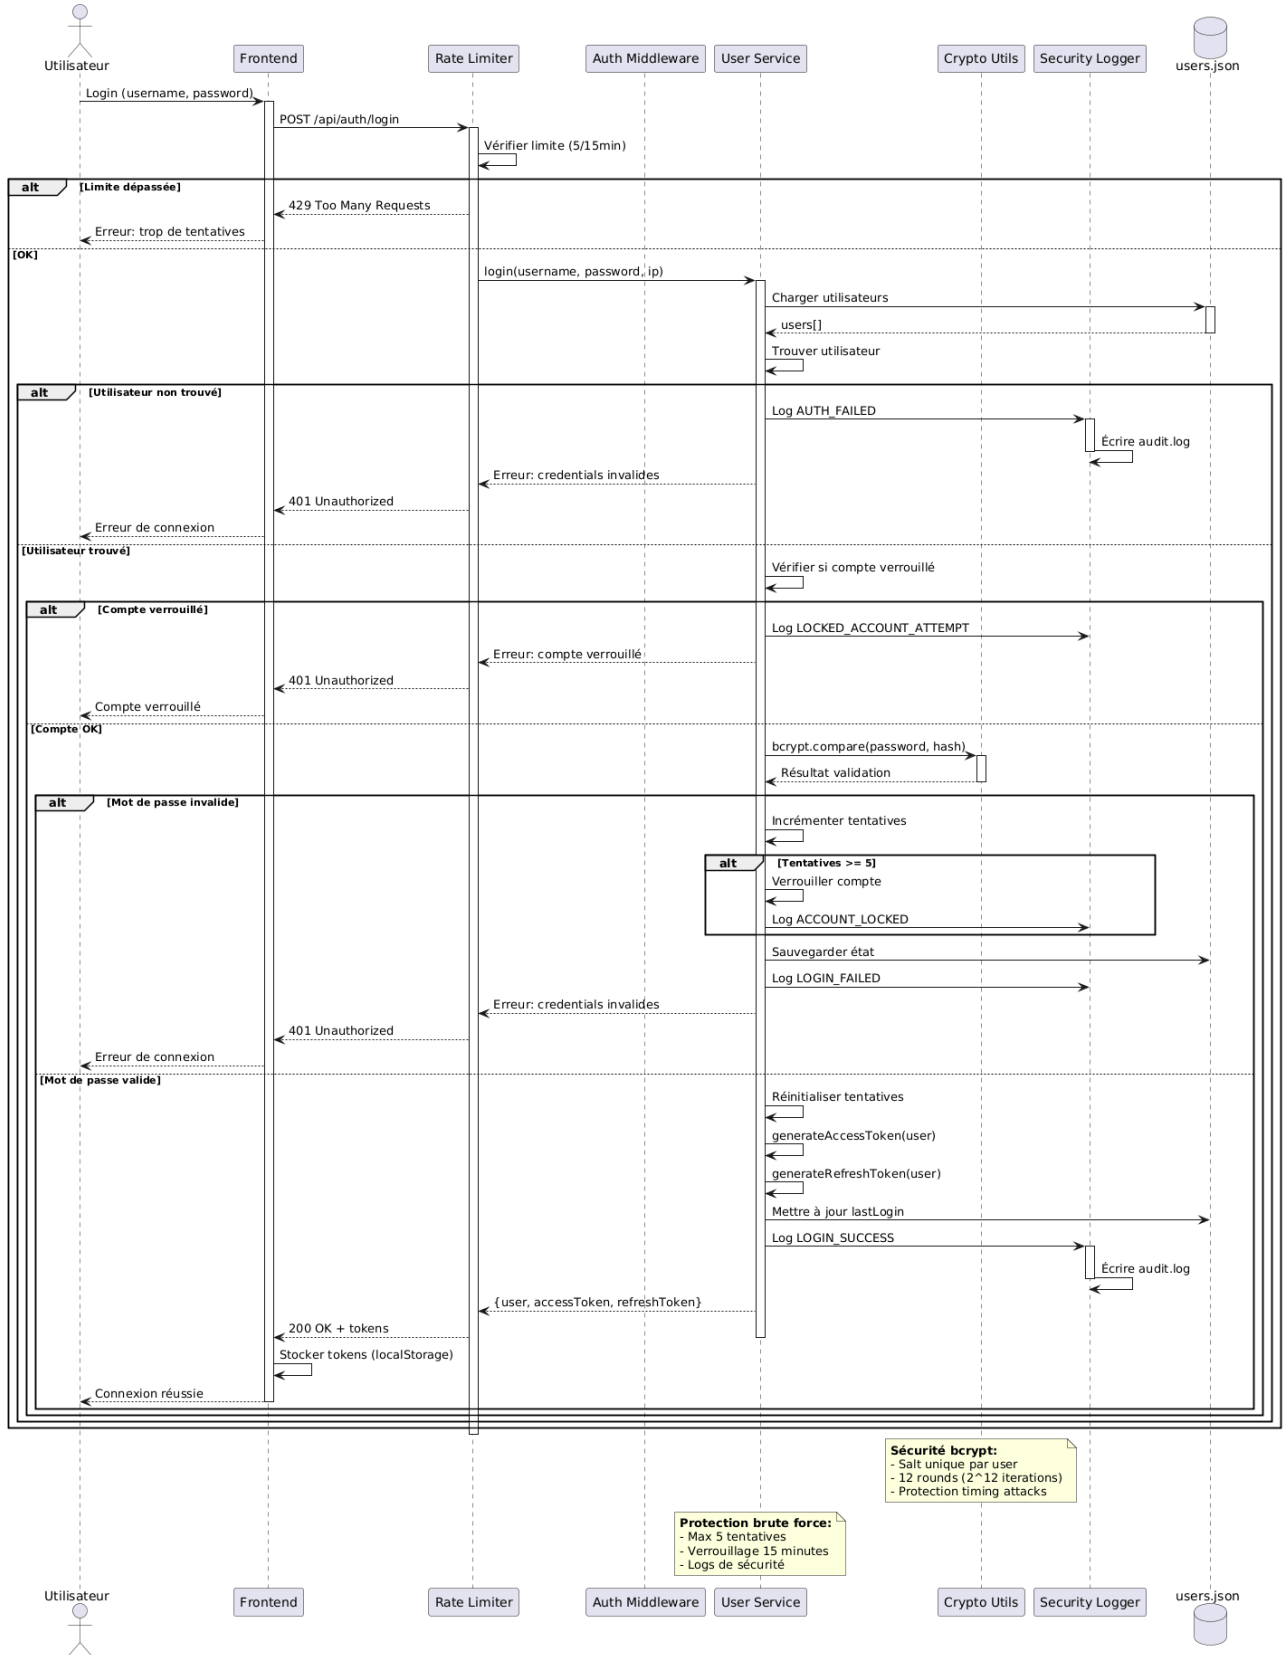 Utilisateur
Frontend
Rate Limiter
Auth Middleware
User Service
Crypto Utils
Security Logger
users.json
Login (username, password)
POST /api/auth/login
Vérifier limite (5/15min)
alt [Limite dépassée]
429 Too Many Requests
Erreur: trop de tentatives
[OK]
login(username, password, ip)
Charger utilisateurs
users[]
Trouver utilisateur
alt [Utilisateur non trouvé]
Log AUTH_FAILED
Écrire audit.log
Erreur: credentials invalides
401 Unauthorized
Erreur de connexion
[Utilisateur trouvé]
Vérifier si compte verrouillé
alt [Compte verrouillé]
Log LOCKED_ACCOUNT_ATTEMPT
Erreur: compte verrouillé
401 Unauthorized
Compte verrouillé
[Compte OK]
bcrypt.compare(password, hash)
Résultat validation
alt [Mot de passe invalide]
Incrémenter tentatives
alt [Tentatives >= 5]
Verrouiller compte
Log ACCOUNT_LOCKED
Sauvegarder état
Log LOGIN_FAILED
Erreur: credentials invalides
401 Unauthorized
Erreur de connexion
[Mot de passe valide]
Réinitialiser tentatives
generateAccessToken(user)
generateRefreshToken(user)
Mettre à jour lastLogin
Log LOGIN_SUCCESS
Écrire audit.log
{user, accessToken, refreshToken}
200 OK + tokens
Stocker tokens (localStorage)
Connexion réussie
Sécurité bcrypt:
- Salt unique par user
- 12 rounds (2^12 iterations)
- Protection timing attacks
Protection brute force:
- Max 5 tentatives
- Verrouillage 15 minutes
- Logs de sécurité
Utilisateur
Frontend
Rate Limiter
Auth Middleware
User Service
Crypto Utils
Security Logger
users.json